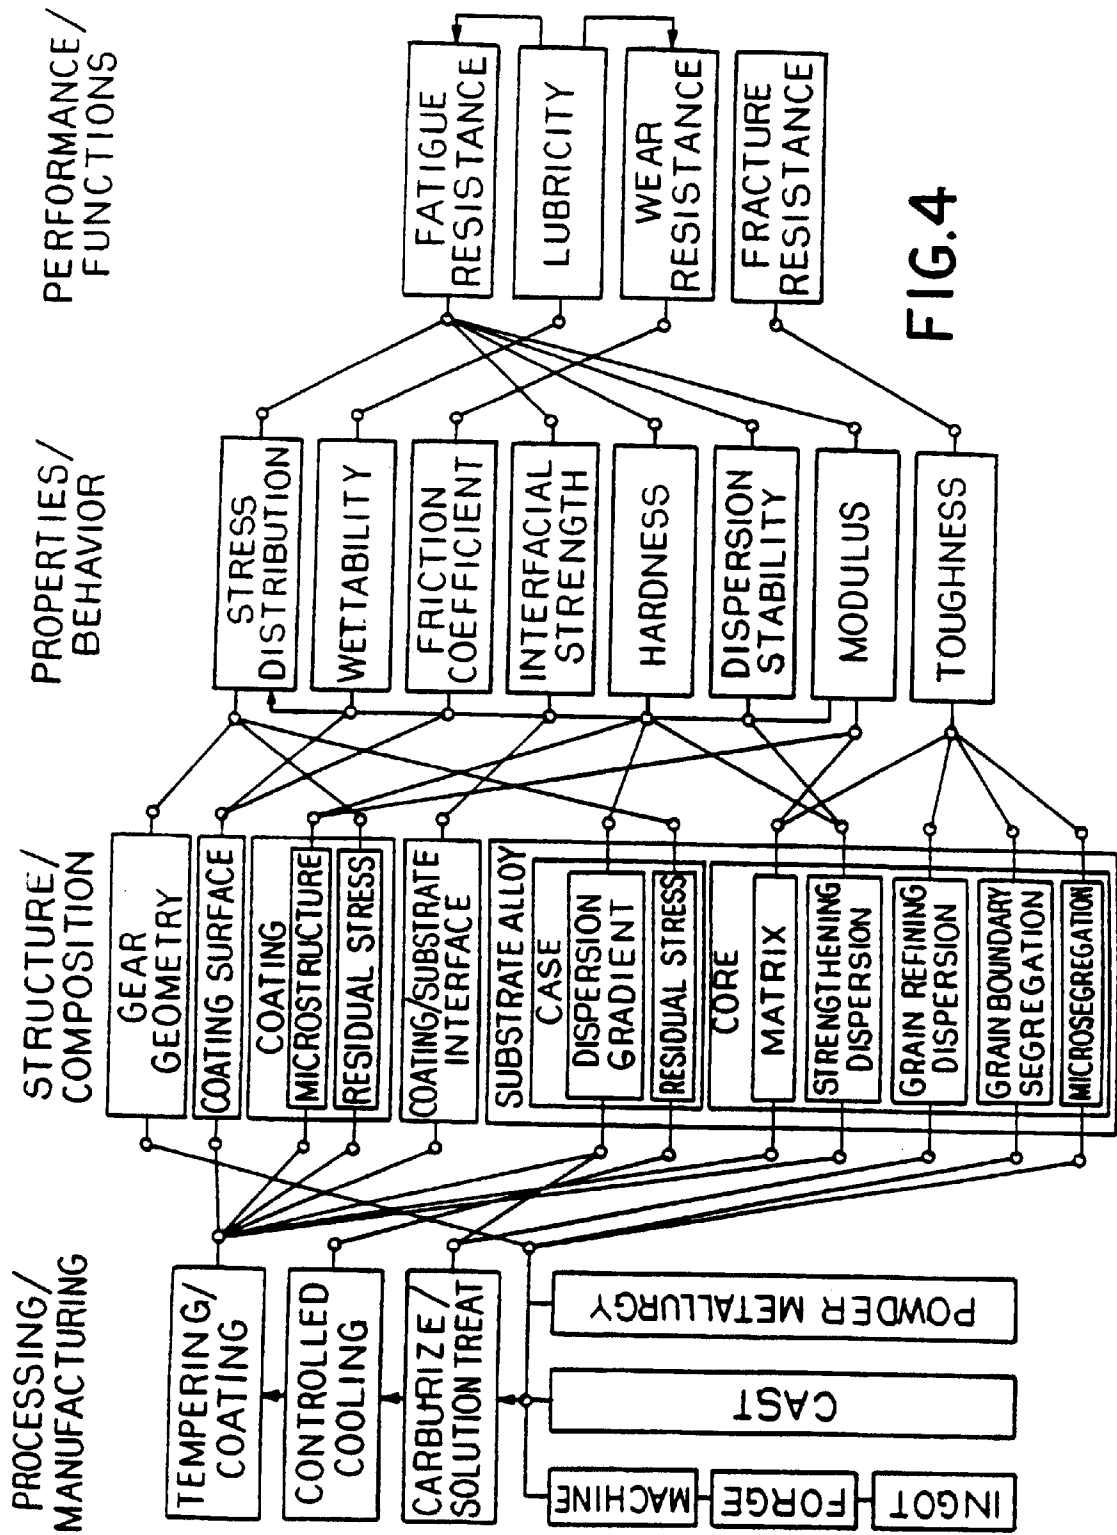 PROCESSING/
MANUFACTURING
TEMPERING/
COATING
CONTROLLED
COOLING
CARBURIZE/
SOLUTION TREAT
MACHINE
FORGE
INGOT
CAST
POWDER METALLURGY
STRUCTURE/
COMPOSITION
GEAR
GEOMETRY
COATING SURFACE
COATING
MICROSTRUCTURE
RESIDUAL STRESS
COATING/SUBSTRATE
INTERFACE
SUBSTRATE ALLOY
CASE
DISPERSION
GRADIENT
RESIDUAL STRESS
CORE
MATRIX
STRENGTHENING
DISPERSION
GRAIN REFINING
DISPERSION
GRAIN BOUNDARY
SEGREGATION
MICROSEGREGATION
PROPERTIES/
BEHAVIOR
STRESS
DISTRIBUTION
WETTABILITY
FRICTION
COEFFICIENT
INTERFACIAL
STRENGTH
HARDNESS
DISPERSION
STABILITY
MODULUS
TOUGHNESS
PERFORMANCE/
FUNCTIONS
FATIGUE
RESISTANCE
LUBRICITY
WEAR
RESISTANCE
FRACTURE
RESISTANCE
FIG.4